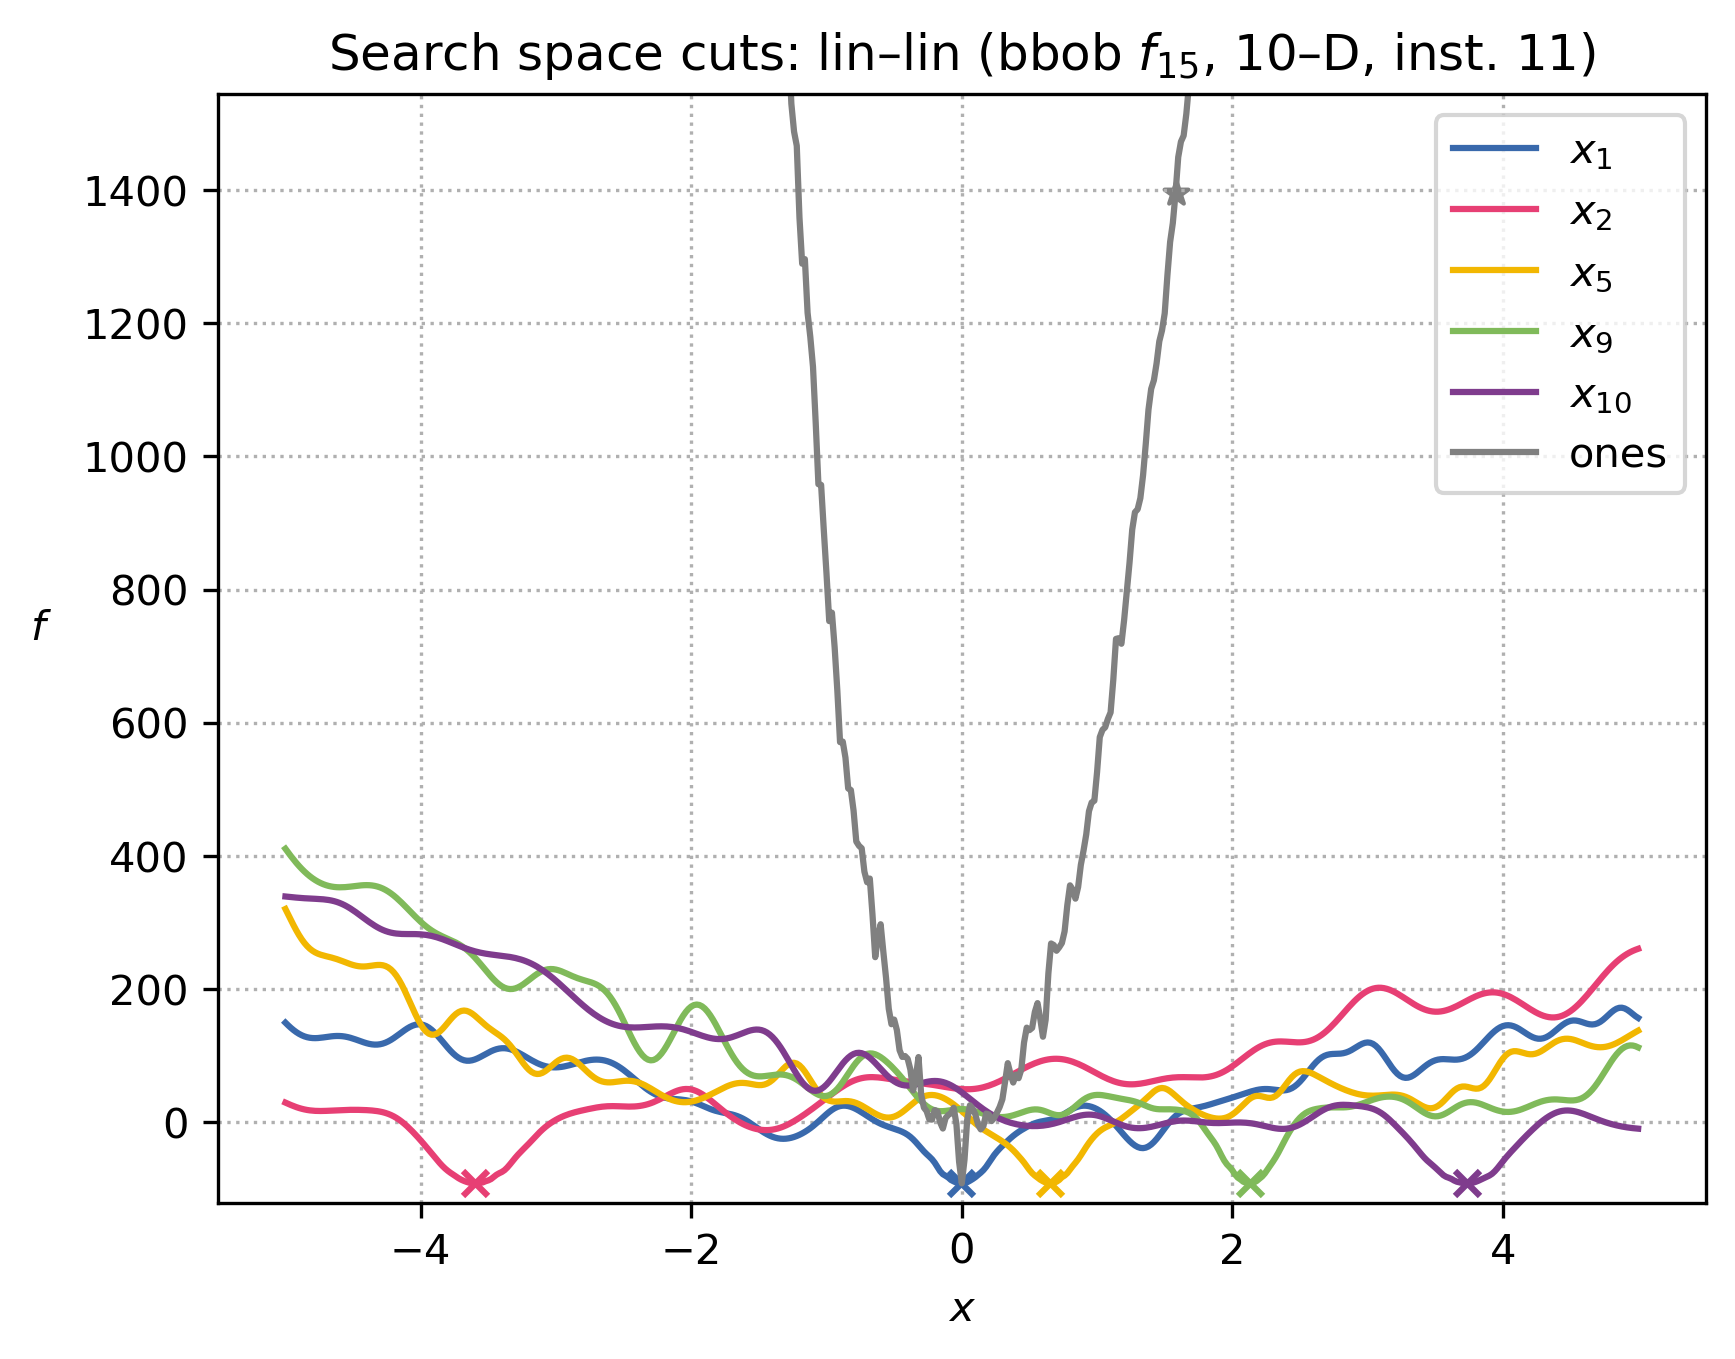 Search space cuts: lin–lin (bbob f₁₅, 10–D, inst. 11)
x₁
x₂
x₅
x₉
x₁₀
ones
1400
1200
1000
800
600
400
200
0
f
−4 −2 0 2 4
x